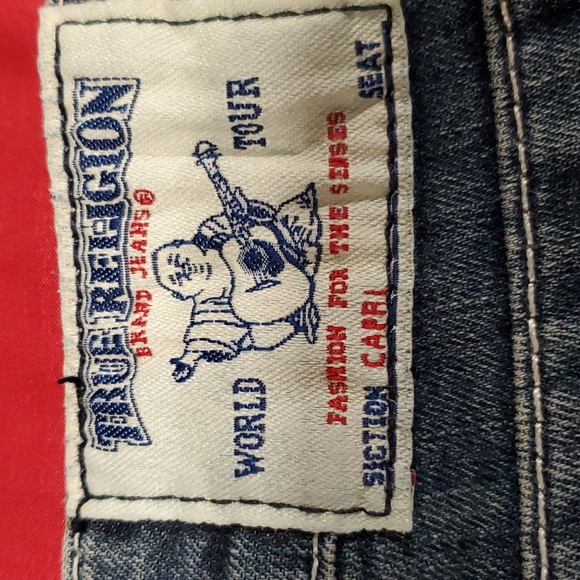 TRUE RELIGION
BRAND JEANS®
WORLD TOUR
FASHION FOR THE SENSES
SECTION CAPRI SEAT